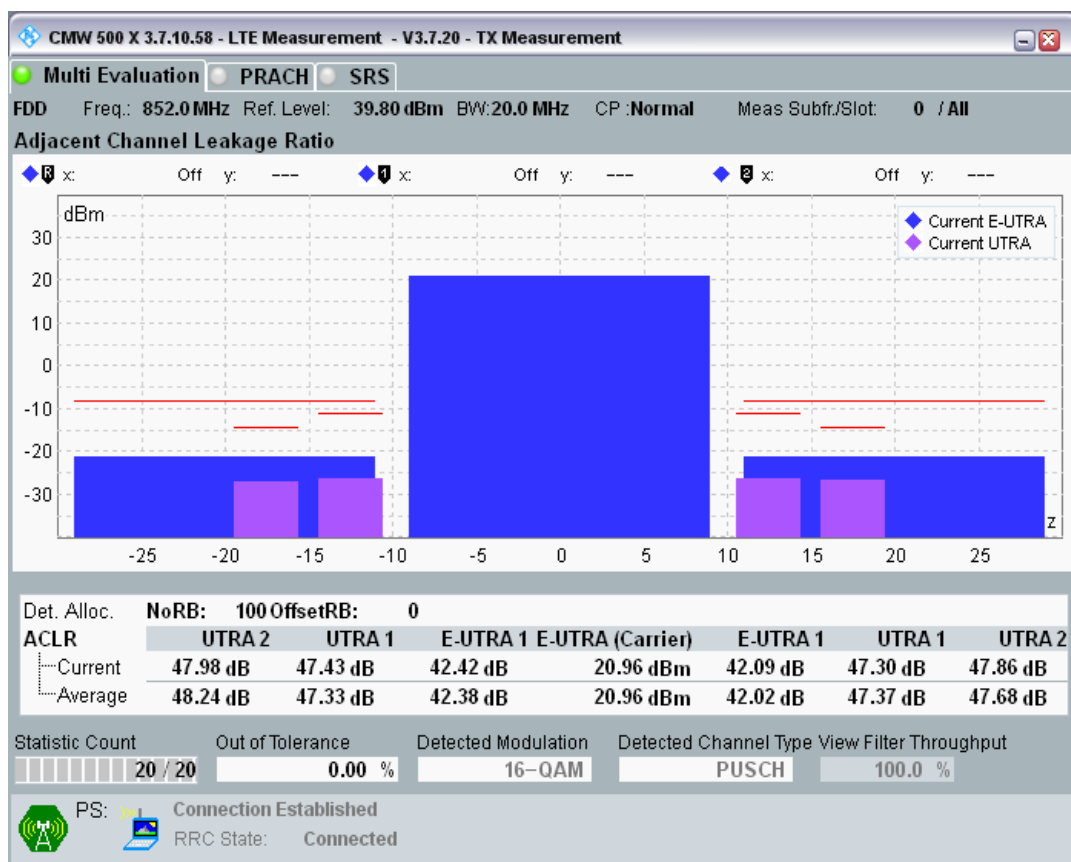 CMW 500 X 3.7.10.58 - LTE Measurement - V3.7.20 - TX Measurement
Multi Evaluation PRACH SRS
FDD Freq.: 852.0 MHz Ref. Level: 39.80 dBm BW:20.0 MHz CP :Normal Meas Subfr./Slot: 0 / All
Adjacent Channel Leakage Ratio
R x: Off y: --- 1 x: Off y: --- 2 x: Off y: ---
dBm
Current E-UTRA
Current UTRA
30
20
10
0
-10
-20
-30
z
-25 -20 -15 -10 -5 0 5 10 15 20 25
Det. Alloc. NoRB: 100 OffsetRB: 0
ACLR UTRA 2 UTRA 1 E-UTRA 1 E-UTRA (Carrier) E-UTRA 1 UTRA 1 UTRA 2
Current 47.98 dB 47.43 dB 42.42 dB 20.96 dBm 42.09 dB 47.30 dB 47.86 dB
Average 48.24 dB 47.33 dB 42.38 dB 20.96 dBm 42.02 dB 47.37 dB 47.68 dB
Statistic Count Out of Tolerance Detected Modulation Detected Channel Type View Filter Throughput
20 / 20 0.00 % 16-QAM PUSCH 100.0 %
PS: Connection Established
RRC State: Connected